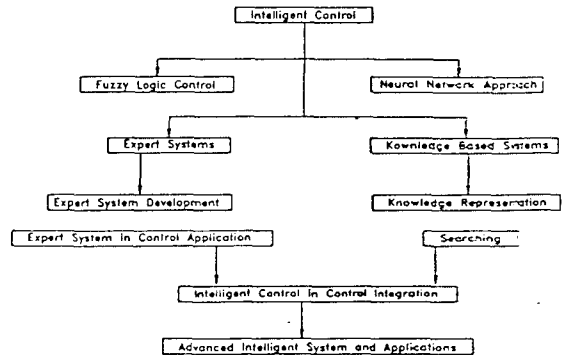 Intelligent Control
Fuzzy Logic Control
Neural Network Approach
Expert Systems
Kownledge Based Systems
Expert System Development
Knowledge Representation
Expert System in Control Application
Searching
Intelligent Control in Control Integration
Advanced Intelligent System and Applications